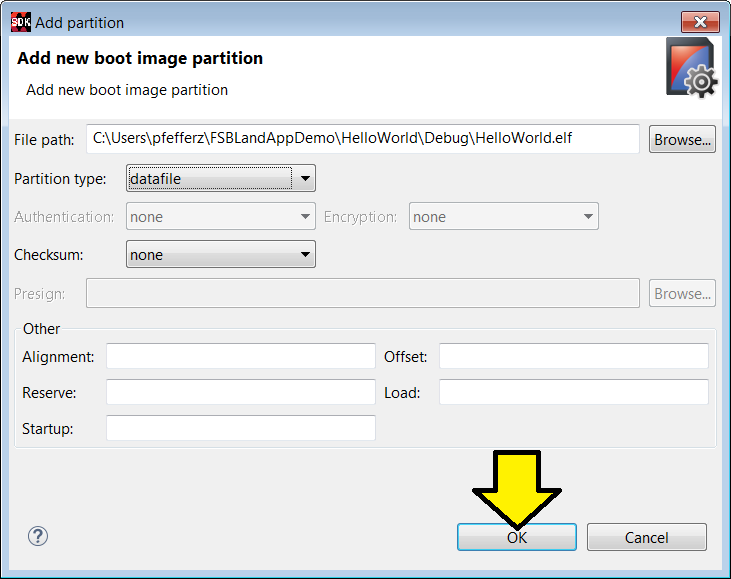 SDK Add partition
Add new boot image partition
Add new boot image partition
File path: C:\Users\pfefferz\FSBLandAppDemo\HelloWorld\Debug\HelloWorld.elf Browse...
Partition type: datafile
Authentication: none Encryption: none
Checksum: none
Presign: Browse...
Other
Alignment: Offset:
Reserve: Load:
Startup:
? OK Cancel